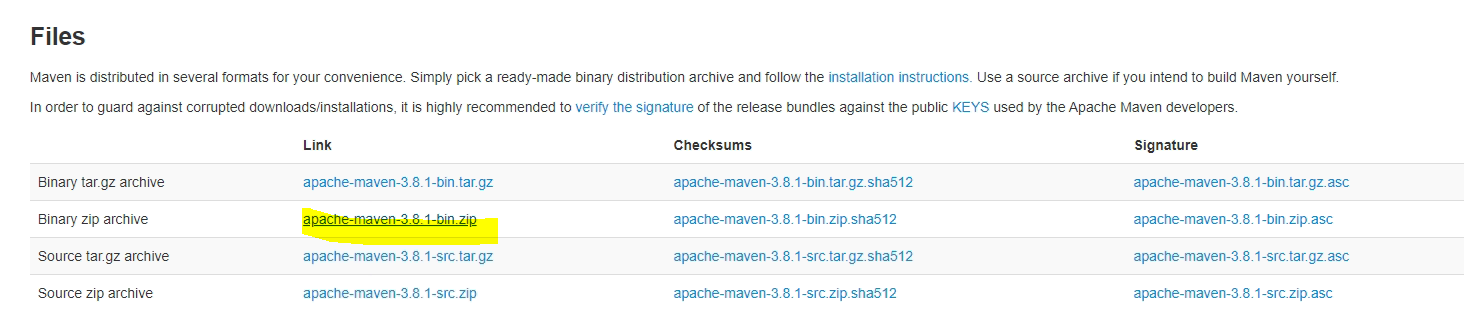 Files
Maven is distributed in several formats for your convenience. Simply pick a ready-made binary distribution archive and follow the installation instructions. Use a source archive if you intend to build Maven yourself.
In order to guard against corrupted downloads/installations, it is highly recommended to verify the signature of the release bundles against the public KEYS used by the Apache Maven developers.
Link Checksums Signature
Binary tar.gz archive apache-maven-3.8.1-bin.tar.gz apache-maven-3.8.1-bin.tar.gz.sha512 apache-maven-3.8.1-bin.tar.gz.asc
Binary zip archive apache-maven-3.8.1-bin.zip apache-maven-3.8.1-bin.zip.sha512 apache-maven-3.8.1-bin.zip.asc
Source tar.gz archive apache-maven-3.8.1-src.tar.gz apache-maven-3.8.1-src.tar.gz.sha512 apache-maven-3.8.1-src.tar.gz.asc
Source zip archive apache-maven-3.8.1-src.zip apache-maven-3.8.1-src.zip.sha512 apache-maven-3.8.1-src.zip.asc